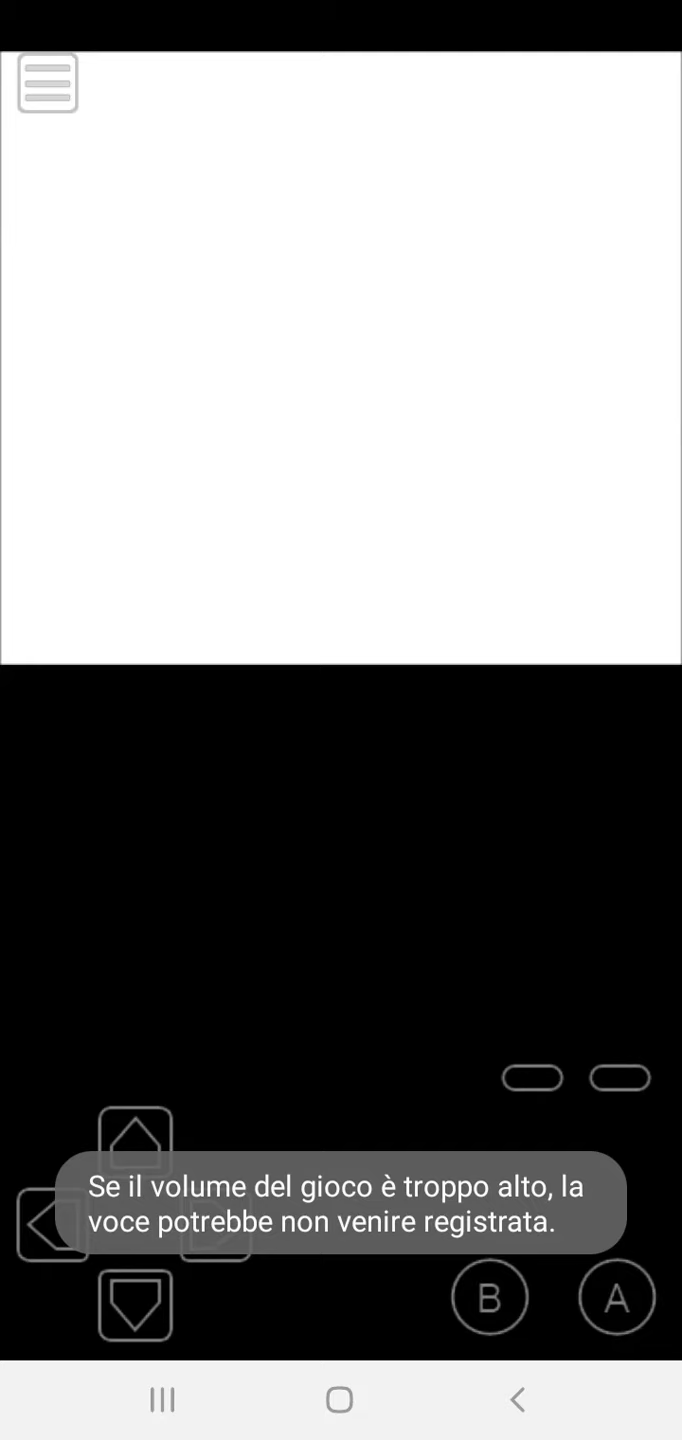 Se il volume del gioco è troppo alto, la
voce potrebbe non venire registrata.
B A